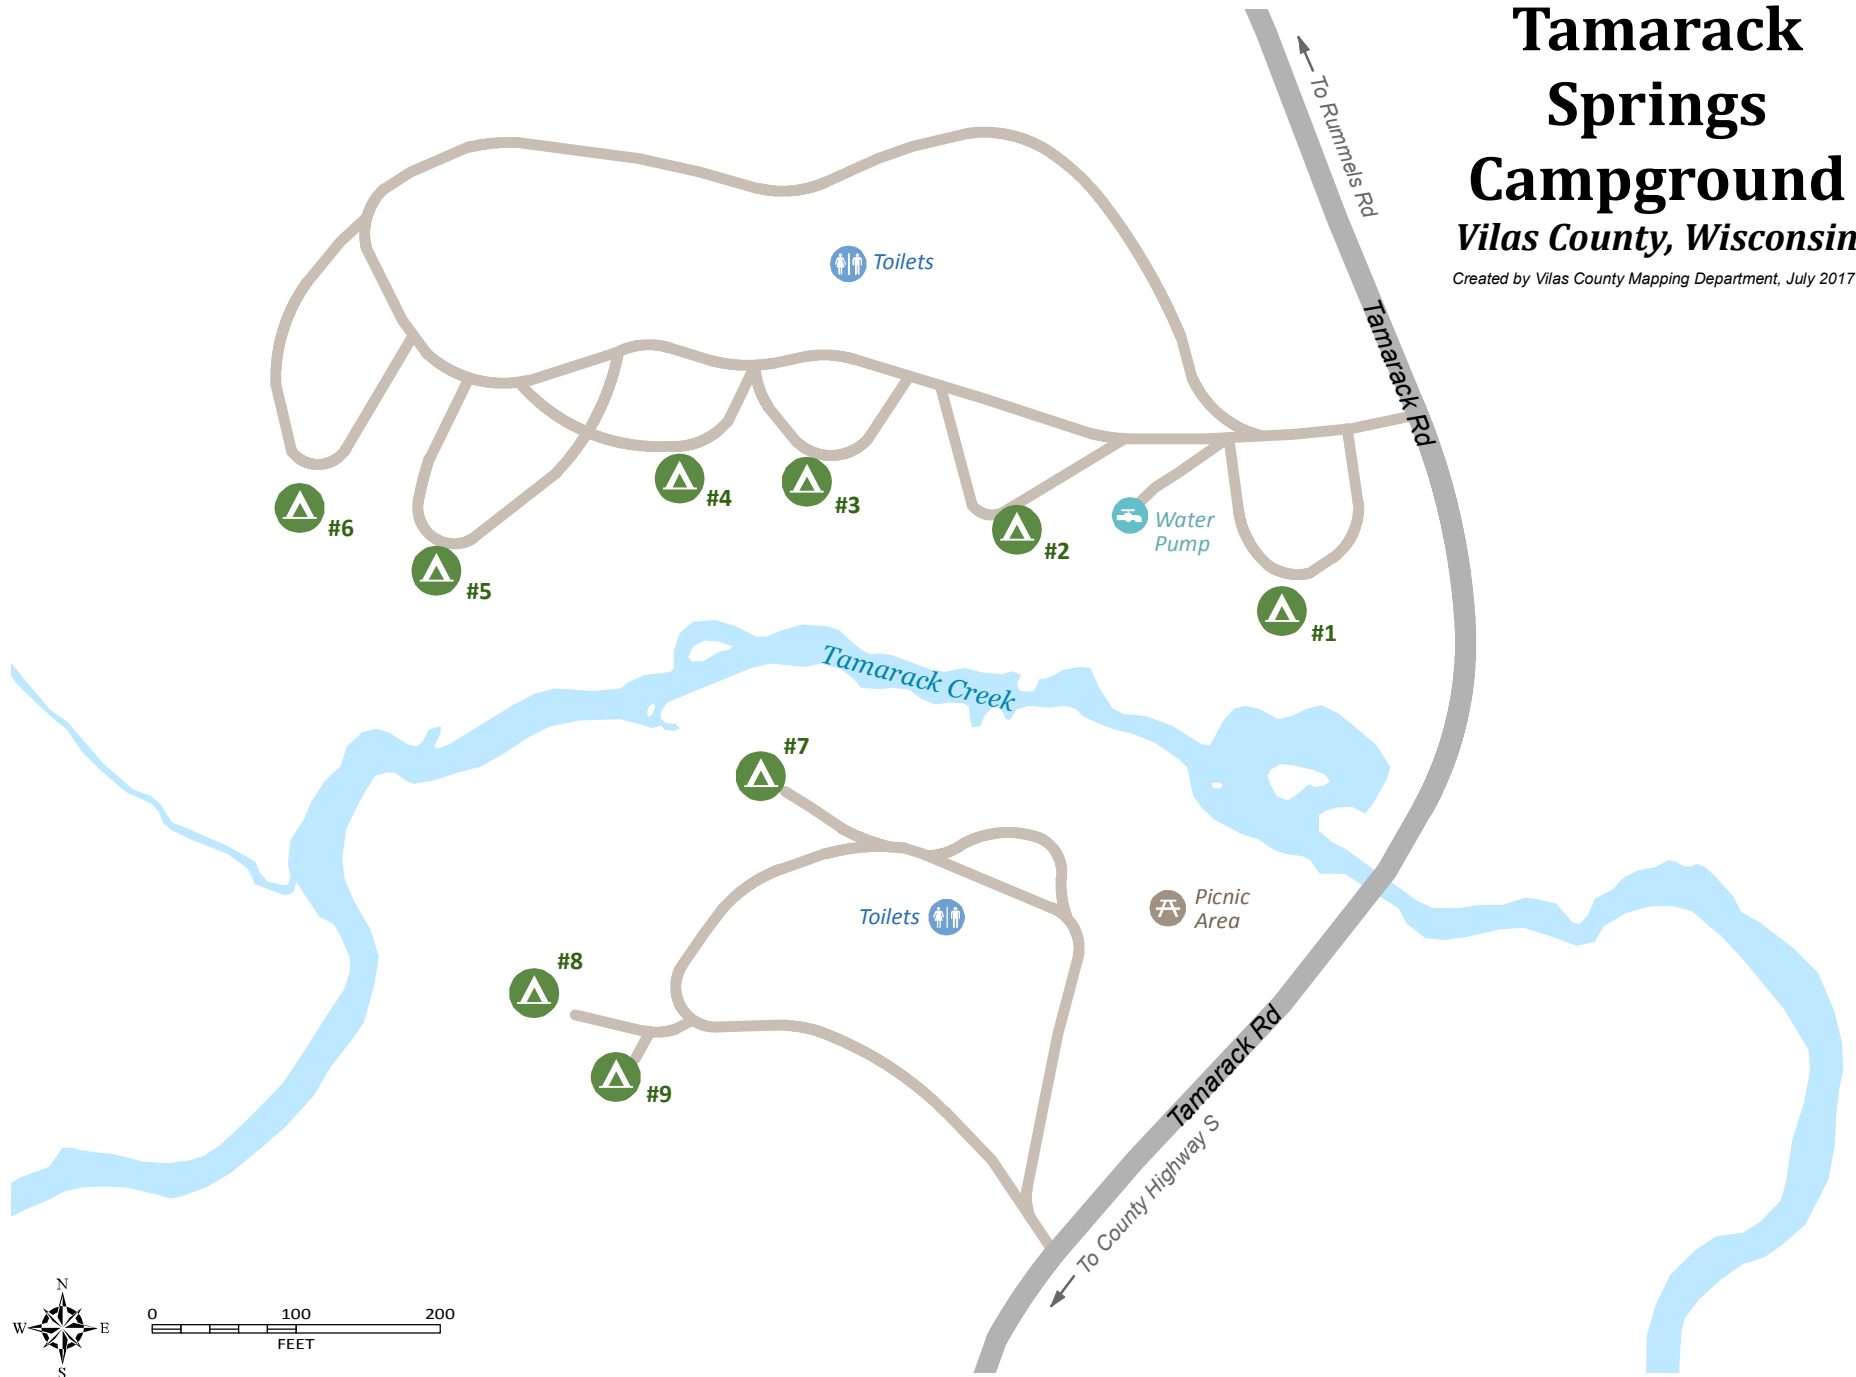 Tamarack
Springs
Campground
Vilas County, Wisconsin
Created by Vilas County Mapping Department, July 2017
To Rummels Rd
Toilets
Tamarack Rd
#6
#5
#4
#3
#2
Water
Pump
#1
Tamarack Creek
#7
Toilets
Picnic
Area
#8
#9
Tamarack Rd
To County Highway S
N
W E
S
0 100 200
FEET